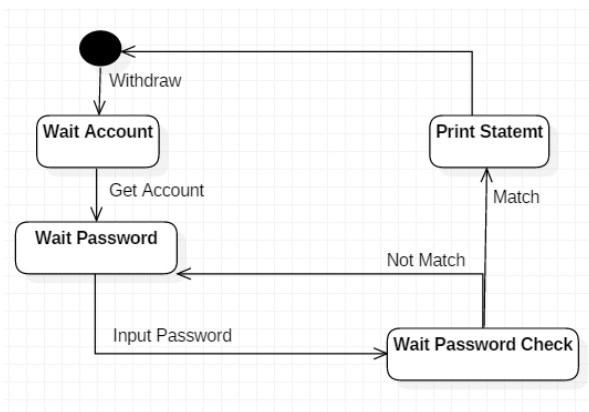 Withdraw
Wait Account
Print Statemt
Get Account
Match
Wait Password
Not Match
Input Password
Wait Password Check